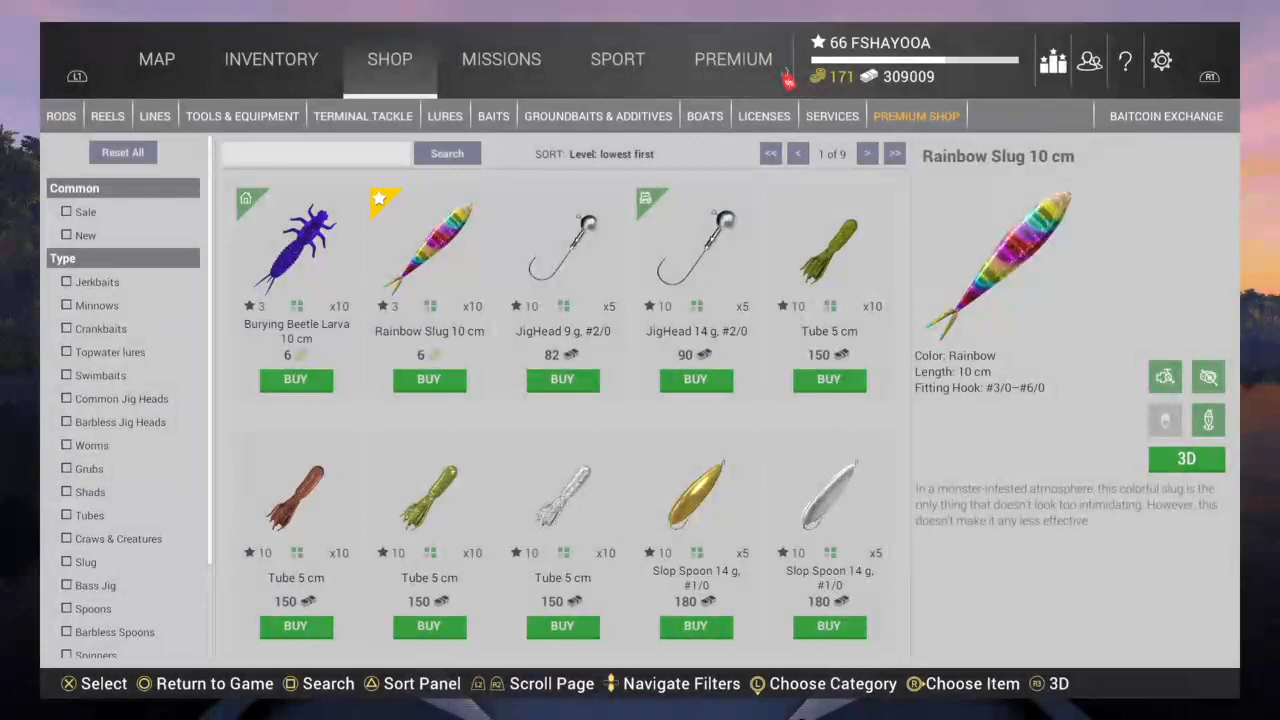 L1
MAP
INVENTORY
SHOP
MISSIONS
SPORT
PREMIUM
66 FSHAYOOA
171 309009
?
R1
RODS
REELS
LINES
TOOLS & EQUIPMENT
TERMINAL TACKLE
LURES
BAITS
GROUNDBAITS & ADDITIVES
BOATS
LICENSES
SERVICES
PREMIUM SHOP
BAITCOIN EXCHANGE
Reset All
Common
Sale
New
Type
Jerkbaits
Minnows
Crankbaits
Topwater lures
Swimbaits
Common Jig Heads
Barbless Jig Heads
Worms
Grubs
Shads
Tubes
Craws & Creatures
Slug
Bass Jig
Spoons
Barbless Spoons
Spinners
Search
SORT: Level: lowest first
<< < 1 of 9 > >>
3 x10
Burying Beetle Larva
10 cm
6
BUY
3 x10
Rainbow Slug 10 cm
6
BUY
10 x5
JigHead 9 g, #2/0
82
BUY
10 x5
JigHead 14 g, #2/0
90
BUY
10 x10
Tube 5 cm
150
BUY
10 x10
Tube 5 cm
150
BUY
10 x10
Tube 5 cm
150
BUY
10 x10
Tube 5 cm
150
BUY
10 x5
Slop Spoon 14 g,
#1/0
180
BUY
10 x5
Slop Spoon 14 g,
#1/0
180
BUY
Rainbow Slug 10 cm
Color: Rainbow
Length: 10 cm
Fitting Hook: #3/0–#6/0
3D
In a monster-infested atmosphere, this colorful slug is the
only thing that doesn't look too intimidating. However, this
doesn't make it any less effective
Select
Return to Game
Search
Sort Panel
L2 R2 Scroll Page
Navigate Filters
L Choose Category
R Choose Item
R3 3D